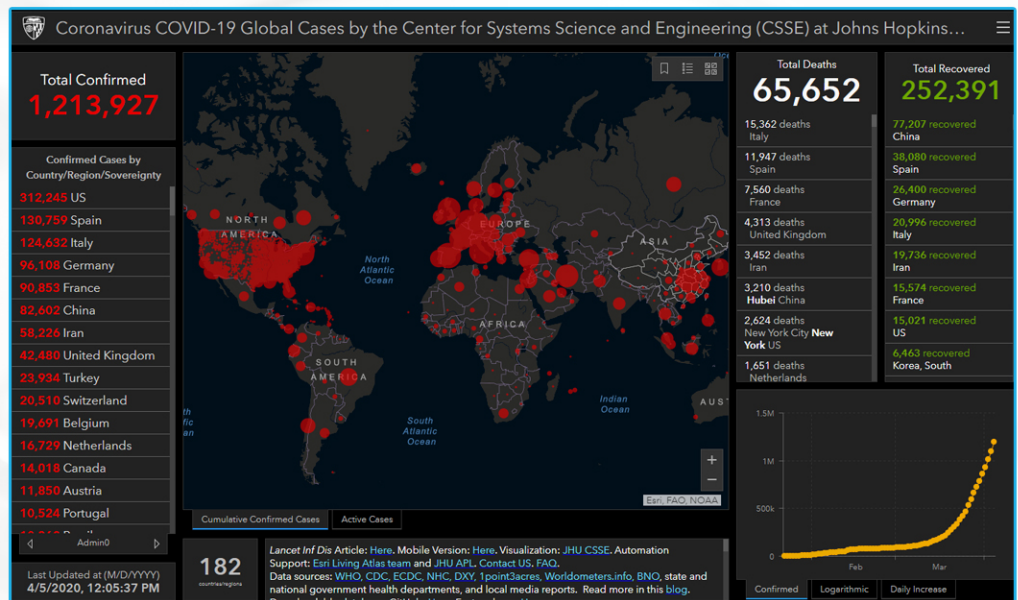 Coronavirus COVID-19 Global Cases by the Center for Systems Science and Engineering (CSSE) at Johns Hopkins...
Total Confirmed
1,213,927
Confirmed Cases by
Country/Region/Sovereignty
312,245 US
130,759 Spain
124,632 Italy
96,108 Germany
90,853 France
82,602 China
58,226 Iran
42,480 United Kingdom
23,934 Turkey
20,510 Switzerland
19,691 Belgium
16,729 Netherlands
14,018 Canada
11,850 Austria
10,524 Portugal
Admin0
Last Updated at (M/D/YYYY)
4/5/2020, 12:05:37 PM
NORTH
AMERICA
North
Atlantic
Ocean
EUROPE
ASIA
AFRICA
SOUTH
AMERICA
South
Atlantic
Ocean
Indian
Ocean
AUS
+
−
Esri, FAO, NOAA
Cumulative Confirmed Cases
Active Cases
182
countries/regions
Lancet Inf Dis Article: Here. Mobile Version: Here. Visualization: JHU CSSE. Automation
Support: Esri Living Atlas team and JHU APL. Contact US. FAQ.
Data sources: WHO, CDC, ECDC, NHC, DXY, 1point3acres, Worldometers.info, BNO, state and
national government health departments, and local media reports. Read more in this blog.
Total Deaths
65,652
15,362 deaths
Italy
11,947 deaths
Spain
7,560 deaths
France
4,313 deaths
United Kingdom
3,452 deaths
Iran
3,210 deaths
Hubei China
2,624 deaths
New York City New
York US
1,651 deaths
Netherlands
Total Recovered
252,391
77,207 recovered
China
38,080 recovered
Spain
26,400 recovered
Germany
20,996 recovered
Italy
19,736 recovered
Iran
15,574 recovered
France
15,021 recovered
US
6,463 recovered
Korea, South
1.5M
1M
500k
0
Feb
Mar
Confirmed
Logarithmic
Daily Increase